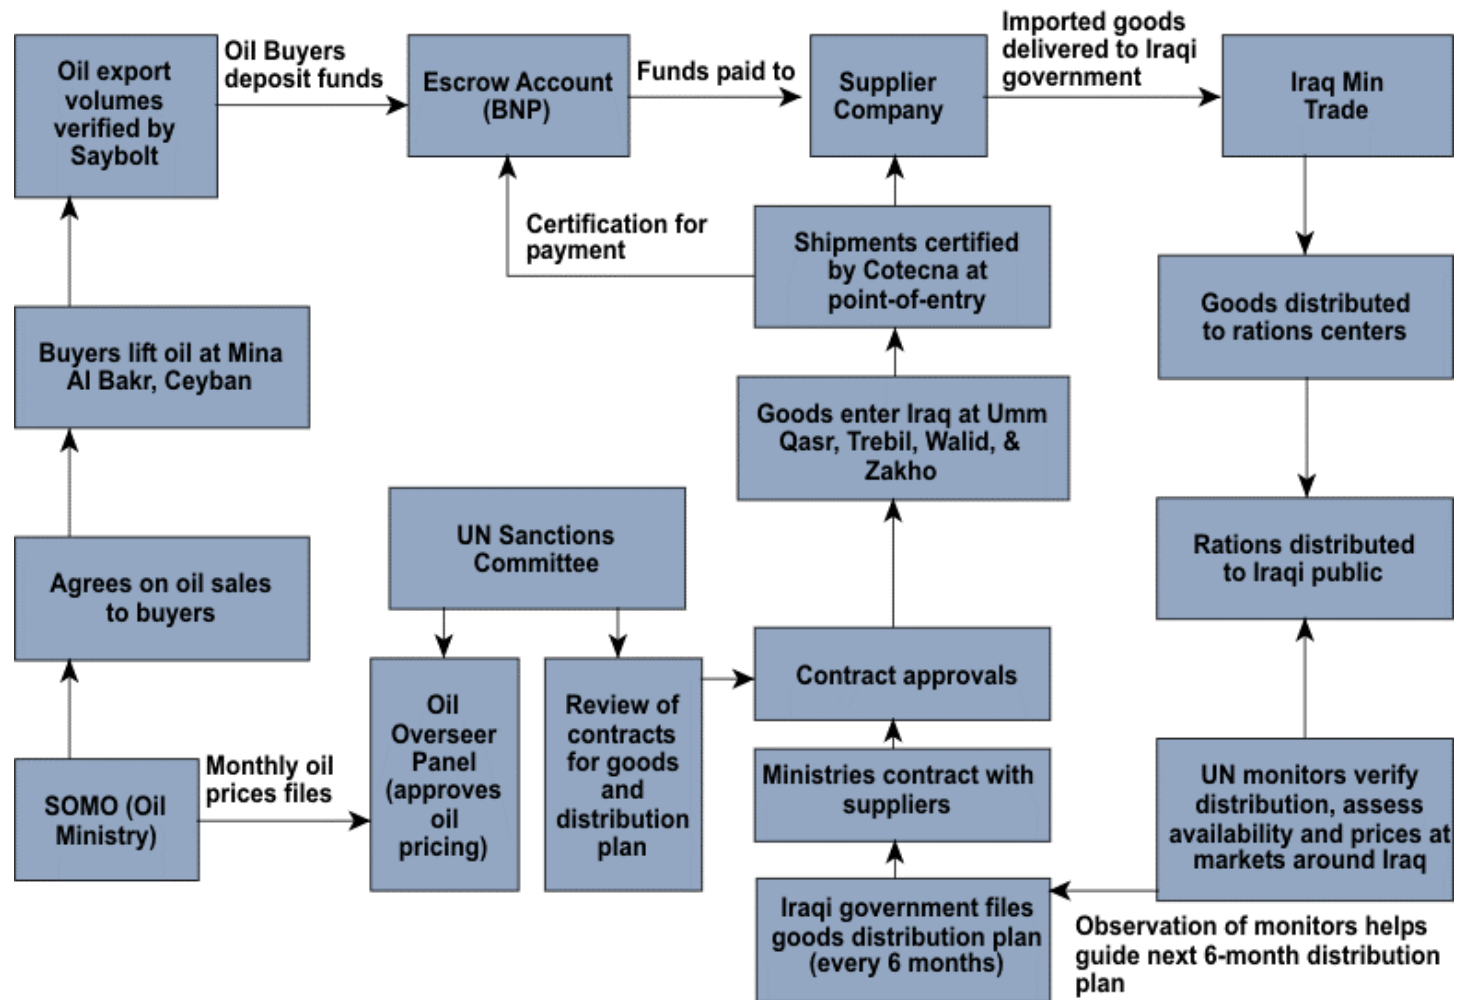 Oil export
volumes
verified by
Saybolt
Oil Buyers
deposit funds
Escrow Account
(BNP)
Funds paid to
Supplier
Company
Imported goods
delivered to Iraqi
government
Iraq Min
Trade
Certification for
payment
Shipments certified
by Cotecna at
point-of-entry
Goods distributed
to rations centers
Buyers lift oil at Mina
Al Bakr, Ceyban
Goods enter Iraq at Umm
Qasr, Trebil, Walid, &
Zakho
UN Sanctions
Committee
Rations distributed
to Iraqi public
Agrees on oil sales
to buyers
Oil
Overseer
Panel
(approves
oil
pricing)
Review of
contracts
for goods
and
distribution
plan
Contract approvals
SOMO (Oil
Ministry)
Monthly oil
prices files
Ministries contract with
suppliers
UN monitors verify
distribution, assess
availability and prices at
markets around Iraq
Iraqi government files
goods distribution plan
(every 6 months)
Observation of monitors helps
guide next 6-month distribution
plan